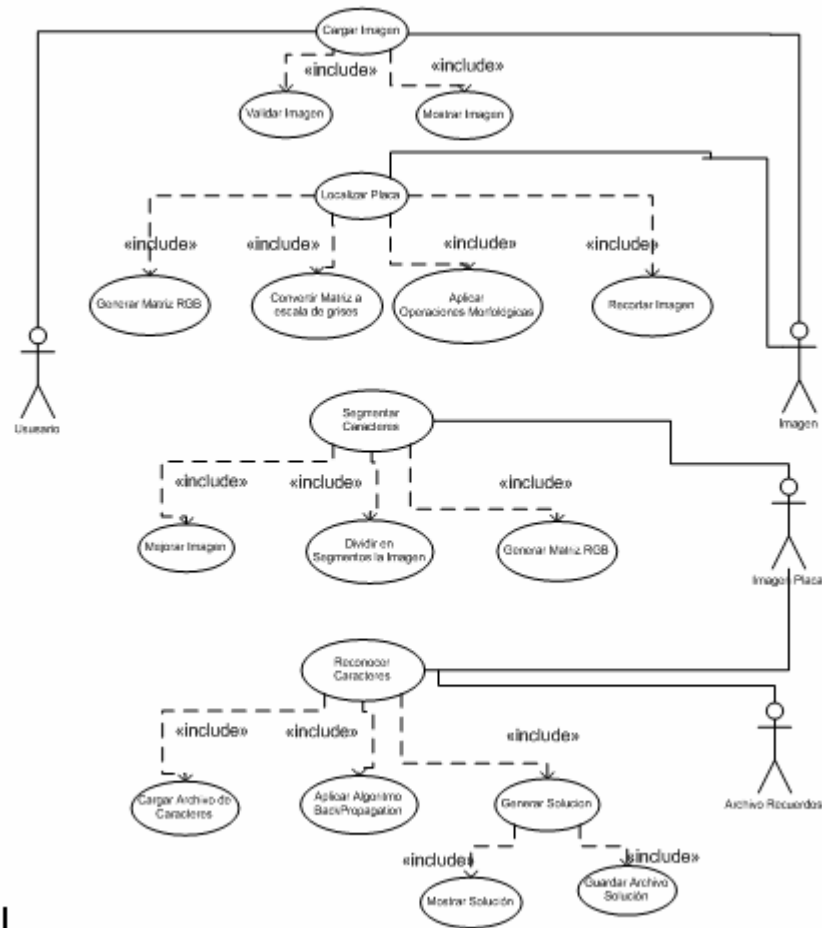 Cargar Imagen
«include»
«include»
Validar Imagen
Mostrar Imagen
Localizar Placa
«include»
«include»
«include»
«include»
Generar Matriz RGB
Convertir Matriz a
escala de grises
Aplicar
Operaciones Morfológicas
Recortar Imagen
Ususario
Imagen
Segmentar
Caracteres
«include»
«include»
«include»
Mejorar Imagen
Dividir en
Segmentos la Imagen
Generar Matriz RGB
Imagen Placa
Reconocer
Caracteres
«include»
«include»
«include»
Cargar Archivo de
Caracteres
Aplicar Algoritmo
BackPropagation
Generar Solucion
Archivo Recuerdos
«include»
«include»
Mostrar Solución
Guardar Archivo
Solución